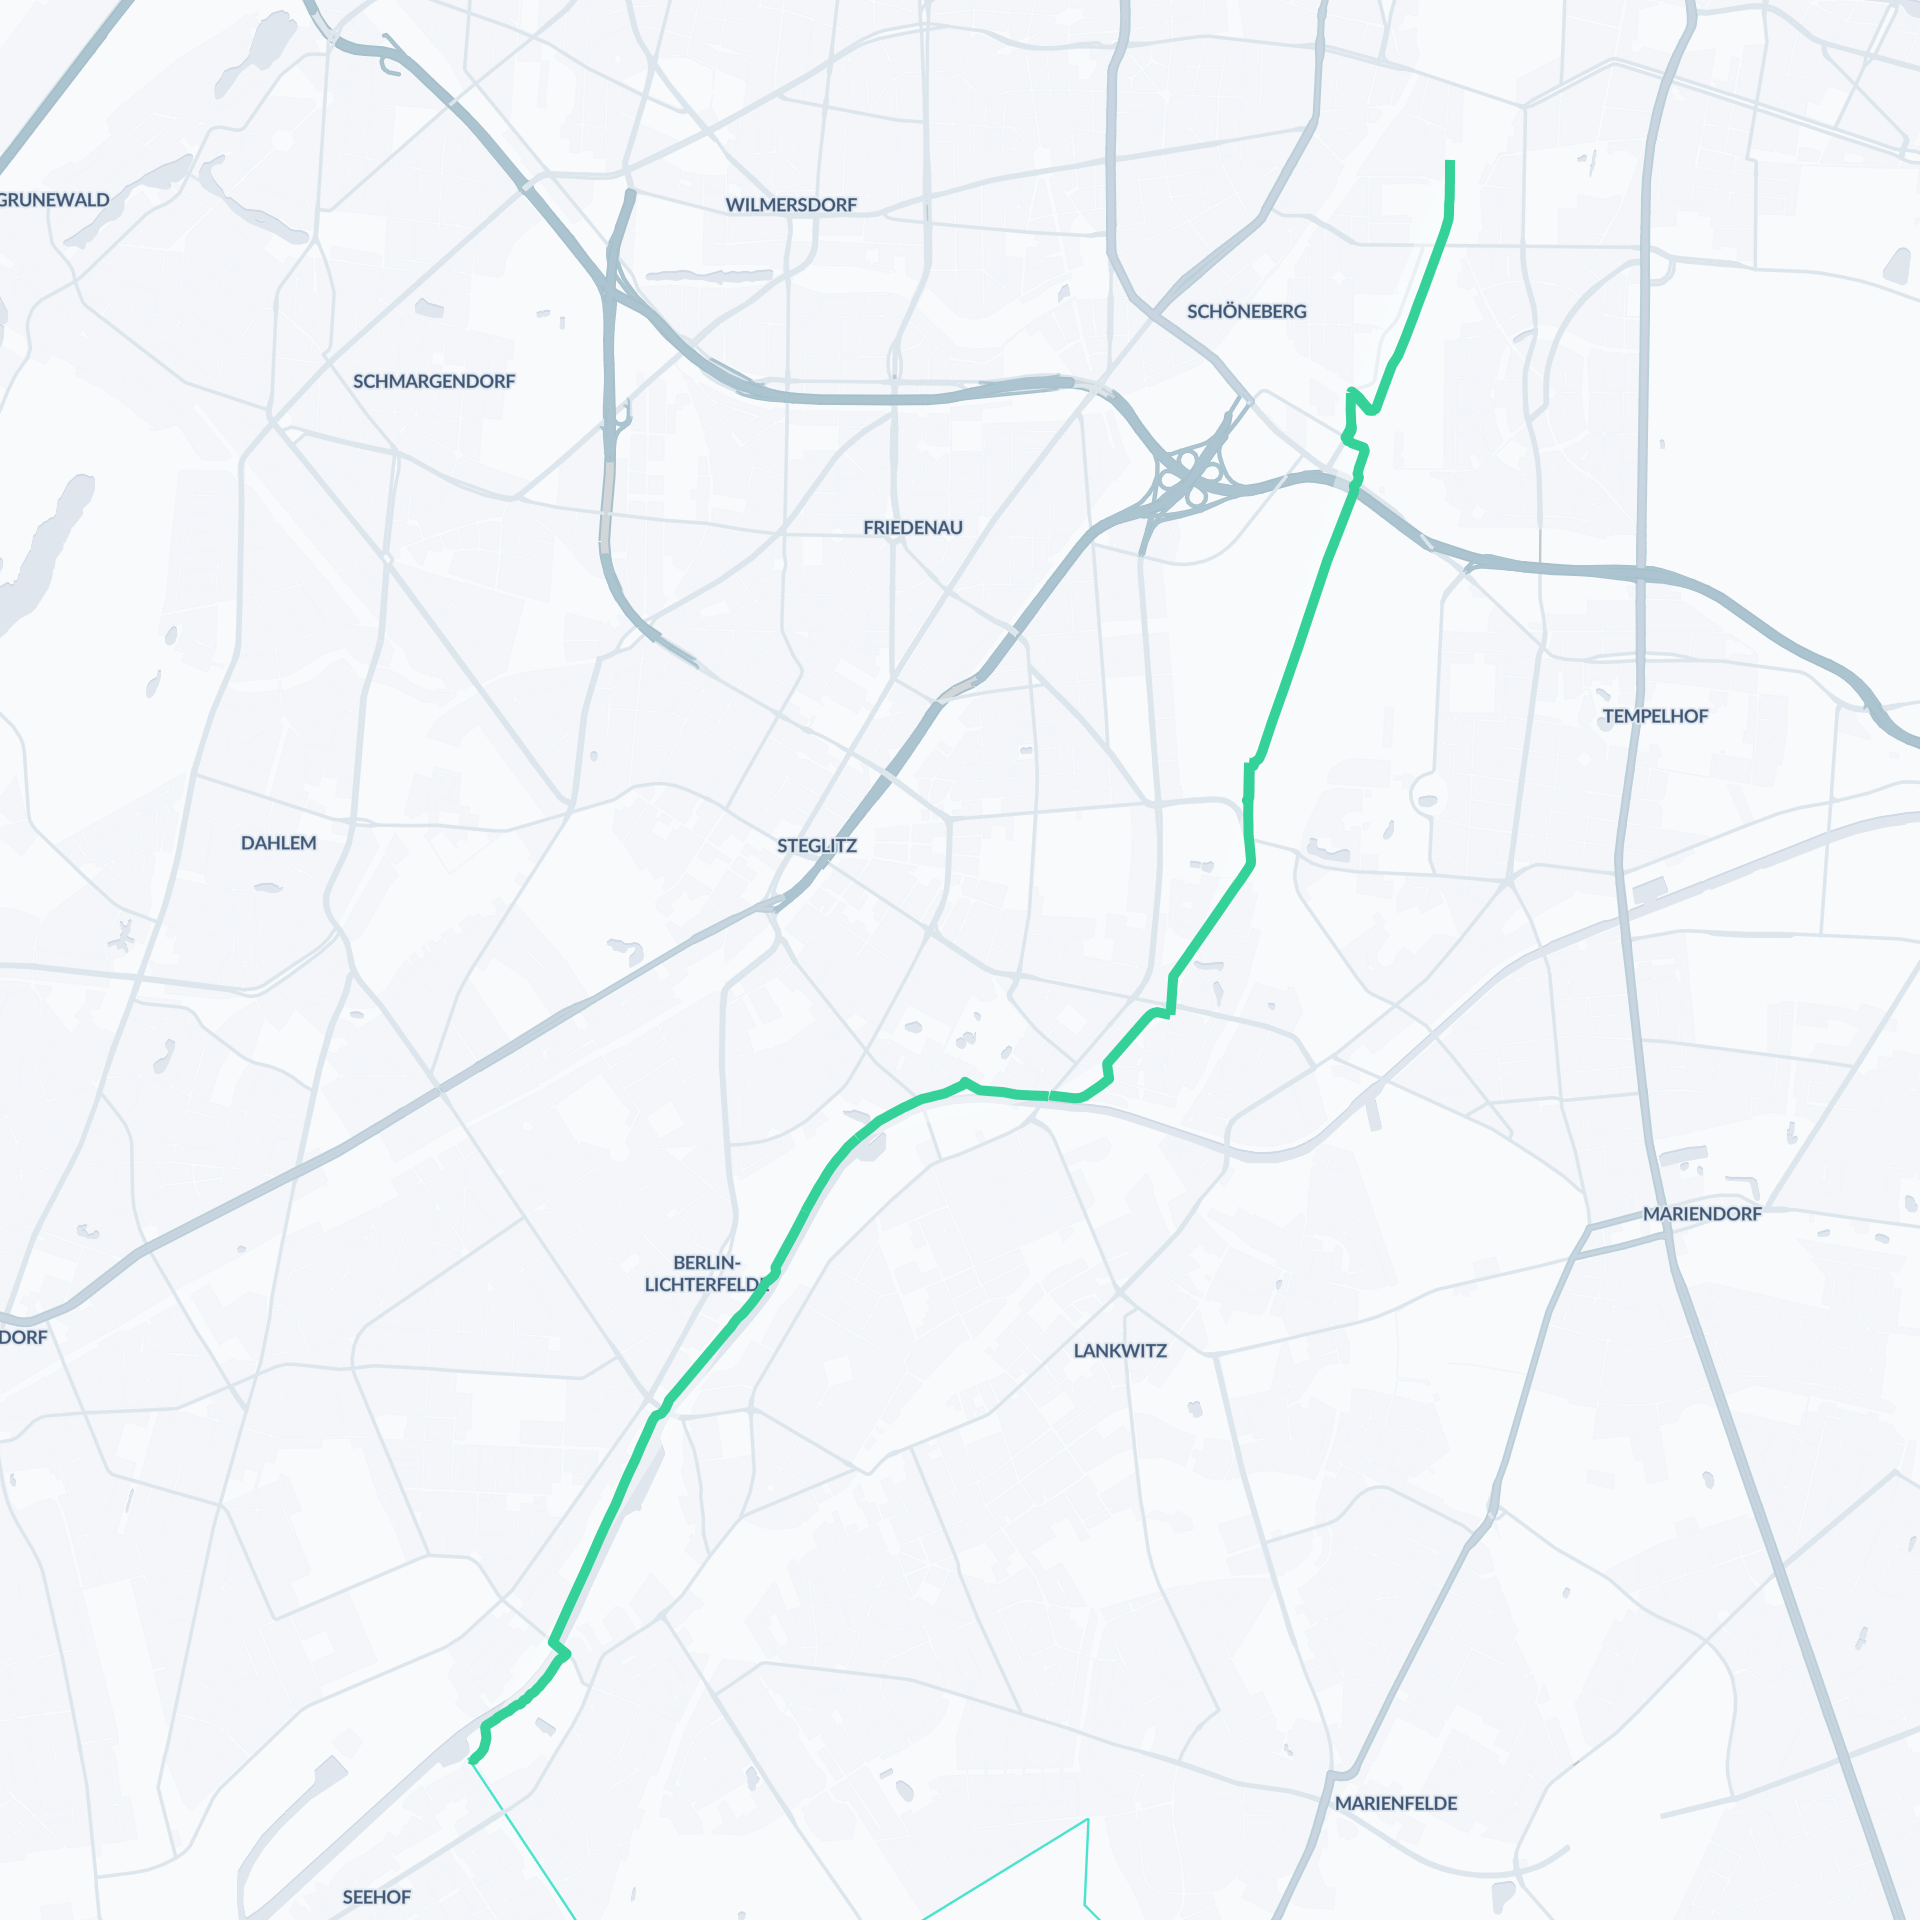 GRUNEWALD
WILMERSDORF
SCHÖNEBERG
SCHMARGENDORF
FRIEDENAU
TEMPELHOF
DAHLEM
STEGLITZ
MARIENDORF
BERLIN-
LICHTERFELDE
DORF
LANKWITZ
MARIENFELDE
SEEHOF